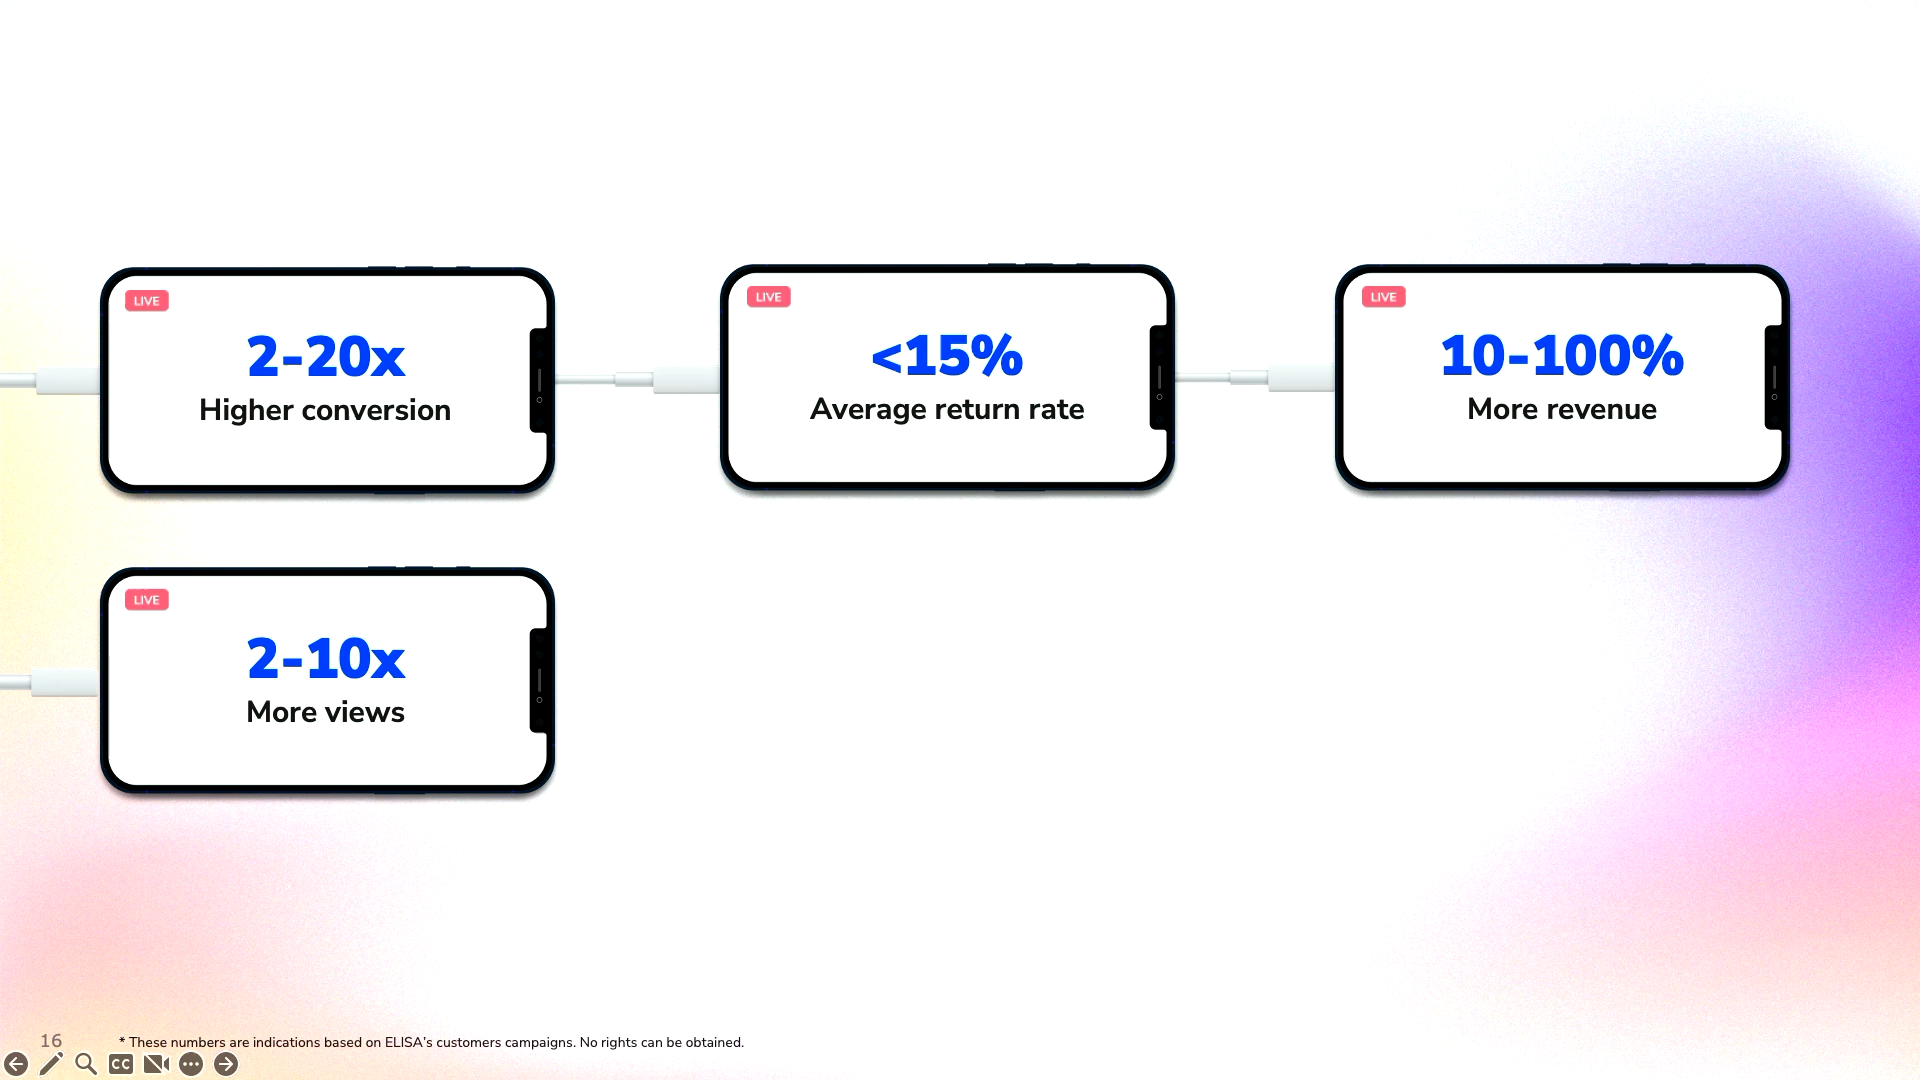 LIVE
2-20x
Higher conversion
LIVE
<15%
Average return rate
LIVE
10-100%
More revenue
LIVE
2-10x
More views
16
* These numbers are indications based on ELISA's customers campaigns. No rights can be obtained.
CC